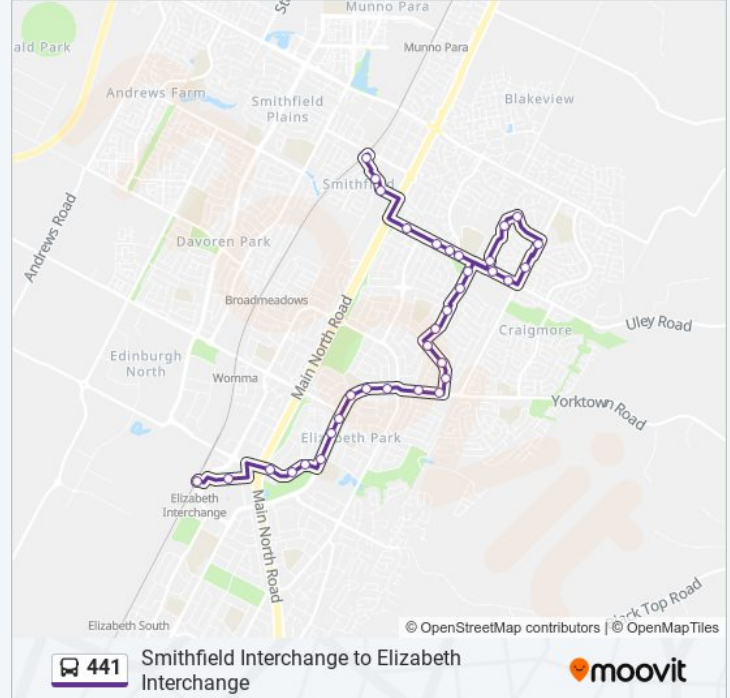 Munno Para
ald Park
Munno Para
Andrews Farm
Blakeview
Smithfield
Plains
Smithfield
Andrews Road
Davoren Park
Broadmeadows
Main North Road
Uley Road
Craigmore
Edinburgh
North
Womma
Yorktown Road
Elizabeth Park
Elizabeth
Interchange
Main North Road
Elizabeth South
Top Road
© OpenStreetMap contributors | © OpenMapTiles
441
Smithfield Interchange to Elizabeth
Interchange
moovit